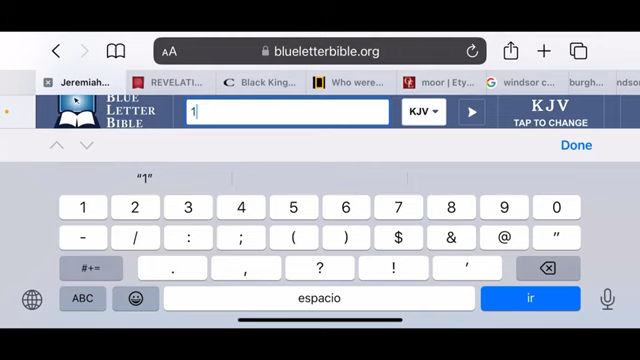 AA blueletterbible.org
Jeremiah REVELATI... Black King... Who were... moor | Ety... windsor c... burgh... ndsor
BLUE
LETTER
BIBLE
1 KJV KJV
TAP TO CHANGE
Done
“1”
1 2 3 4 5 6 7 8 9 0
- / : ; ( ) $ & @ "
#+= . , ? ! '
ABC espacio ir